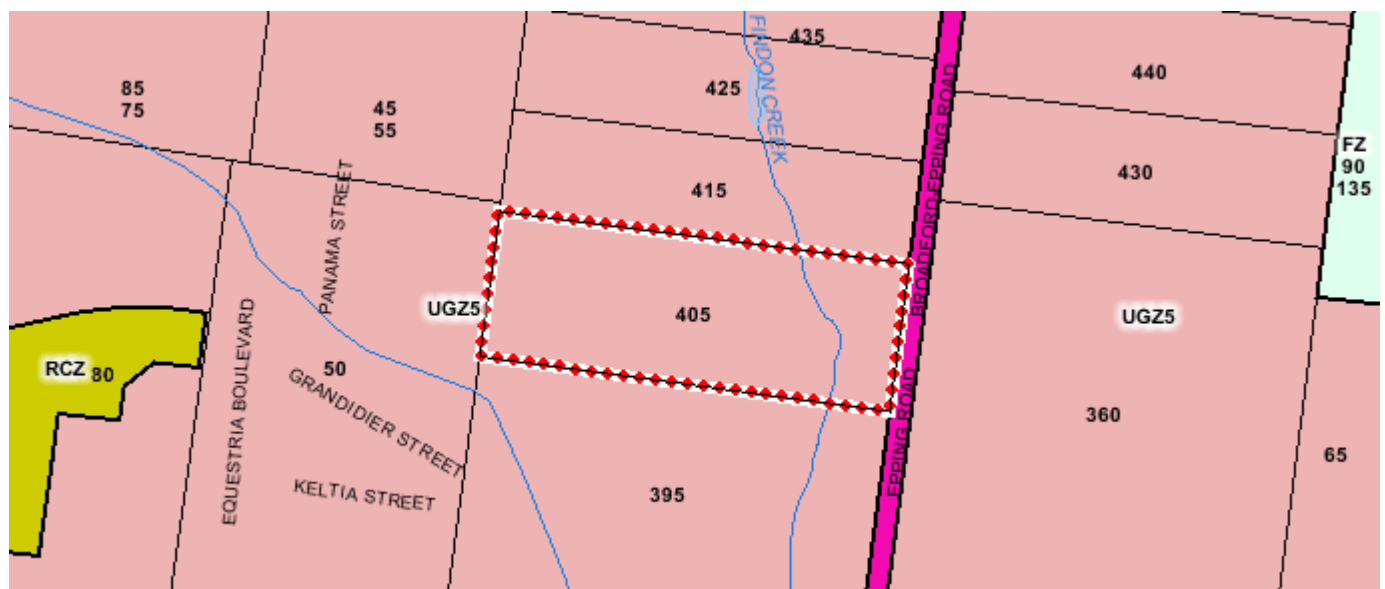 435
FINDON CREEK
440
85
75
425
45
55
BROADFORD-EPPING ROAD
FZ
90
135
430
415
PANAMA STREET
UGZ5
405
UGZ5
EQUESTRIA BOULEVARD
RCZ 80
50
GRANDIDIER STREET
EPPING ROAD
360
65
KELTIA STREET
395